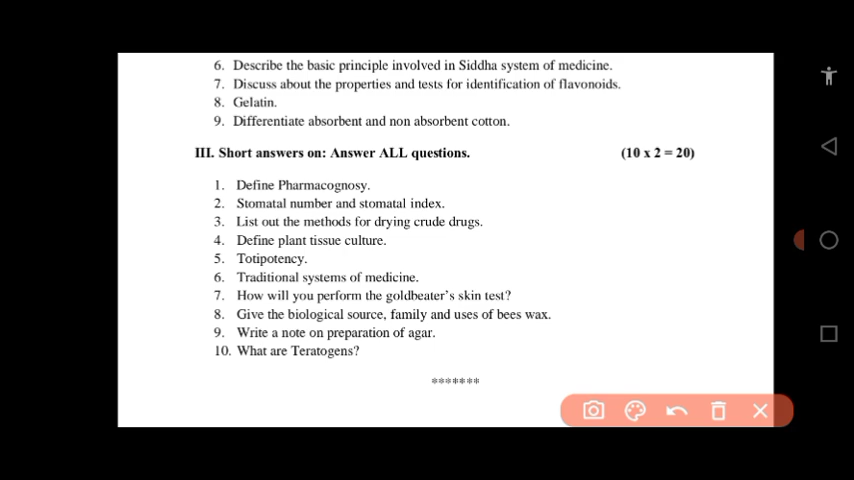 6. Describe the basic principle involved in Siddha system of medicine.
7. Discuss about the properties and tests for identification of flavonoids.
8. Gelatin.
9. Differentiate absorbent and non absorbent cotton.
III. Short answers on: Answer ALL questions. (10 x 2 = 20)
1. Define Pharmacognosy.
2. Stomatal number and stomatal index.
3. List out the methods for drying crude drugs.
4. Define plant tissue culture.
5. Totipotency.
6. Traditional systems of medicine.
7. How will you perform the goldbeater's skin test?
8. Give the biological source, family and uses of bees wax.
9. Write a note on preparation of agar.
10. What are Teratogens?
*******